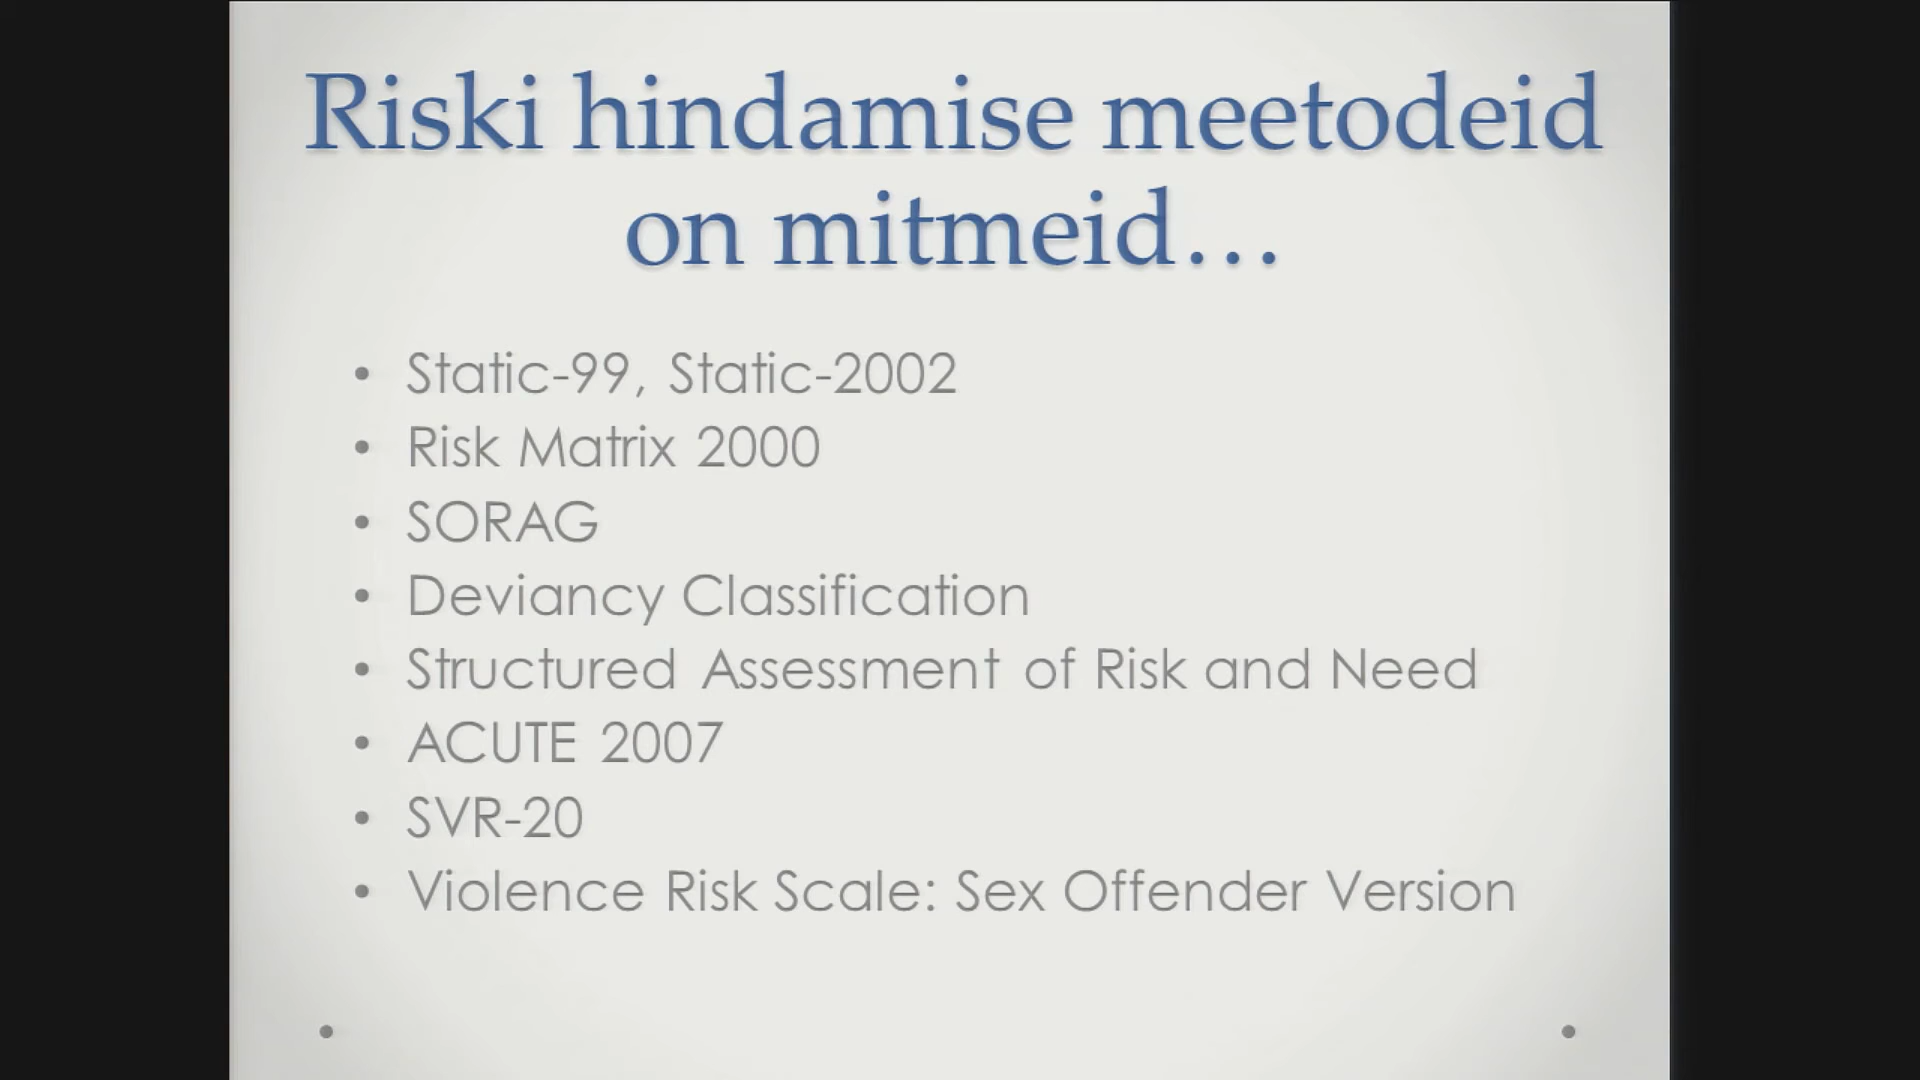 Riski hindamise meetodeid
on mitmeid…
• Static-99, Static-2002
• Risk Matrix 2000
• SORAG
• Deviancy Classification
• Structured Assessment of Risk and Need
• ACUTE 2007
• SVR-20
• Violence Risk Scale: Sex Offender Version